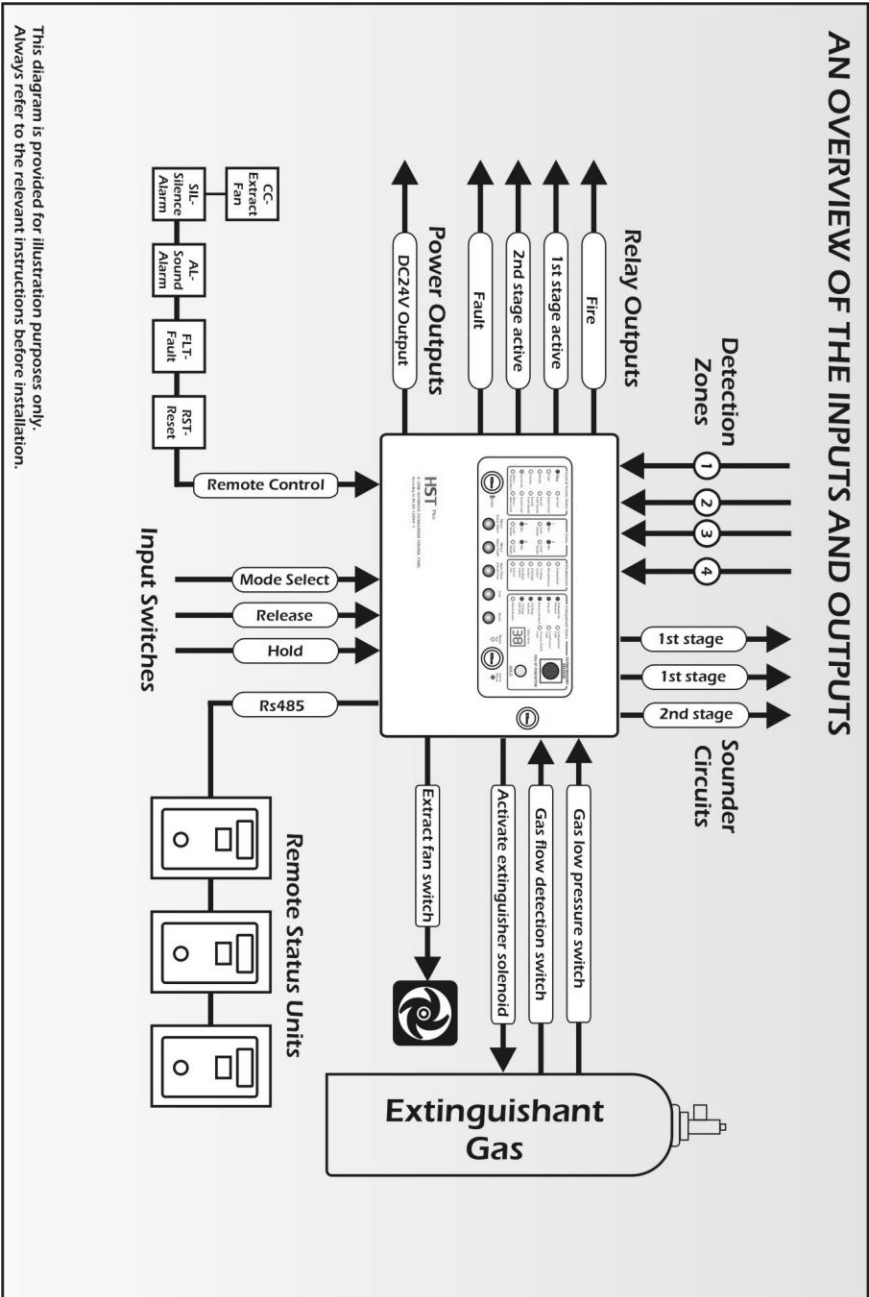 AN OVERVIEW OF THE INPUTS AND OUTPUTS
Detection
Zones
1
2
3
4
Sounder
Circuits
1st stage
1st stage
2nd stage
Relay Outputs
Fire
1st stage active
2nd stage active
Fault
Power Outputs
DC24V Output
HST Plus
38
HOLD
Gas low pressure switch
Gas flow detection switch
Activate extinguisher solenoid
Extract fan switch
Extinguishant
Gas
CC-
Extract
Fan
SIL-
Silence
Alarm
AL-
Sound
Alarm
FLT-
Fault
RST-
Reset
Remote Control
Mode Select
Release
Hold
Input Switches
Rs485
Remote Status Units
This diagram is provided for illustration purposes only.
Always refer to the relevant instructions before installation.